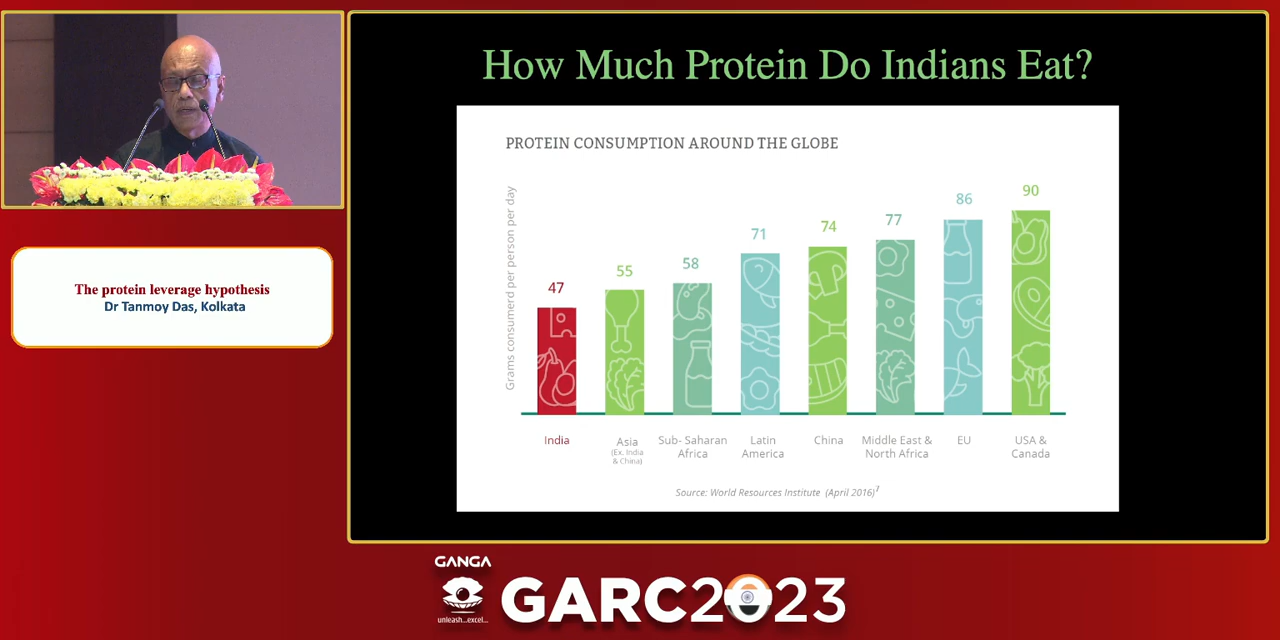 How Much Protein Do Indians Eat?
PROTEIN CONSUMPTION AROUND THE GLOBE
Grams consumerd per person per day
47
55
58
71
74
77
86
90
India
Asia
(Ex. India
& China)
Sub- Saharan
Africa
Latin
America
China
Middle East &
North Africa
EU
USA &
Canada
Source: World Resources Institute (April 2016)7
The protein leverage hypothesis
Dr Tanmoy Das, Kolkata
GANGA
unleash...excel...
GARC2023